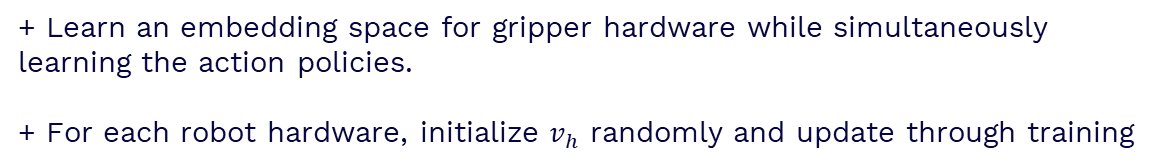 + Learn an embedding space for gripper hardware while simultaneously
learning the action policies.
+ For each robot hardware, initialize v_h randomly and update through training